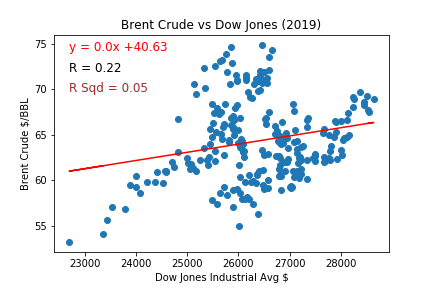 Brent Crude vs Dow Jones (2019)
y = 0.0x +40.63
R = 0.22
R Sqd = 0.05
Brent Crude $/BBL
75
70
65
60
55
23000 24000 25000 26000 27000 28000
Dow Jones Industrial Avg $